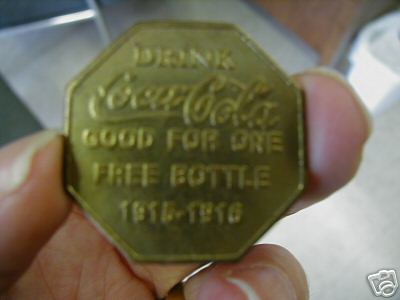 DRINK
Coca-Cola
GOOD FOR ONE
FREE BOTTLE
1915-1916